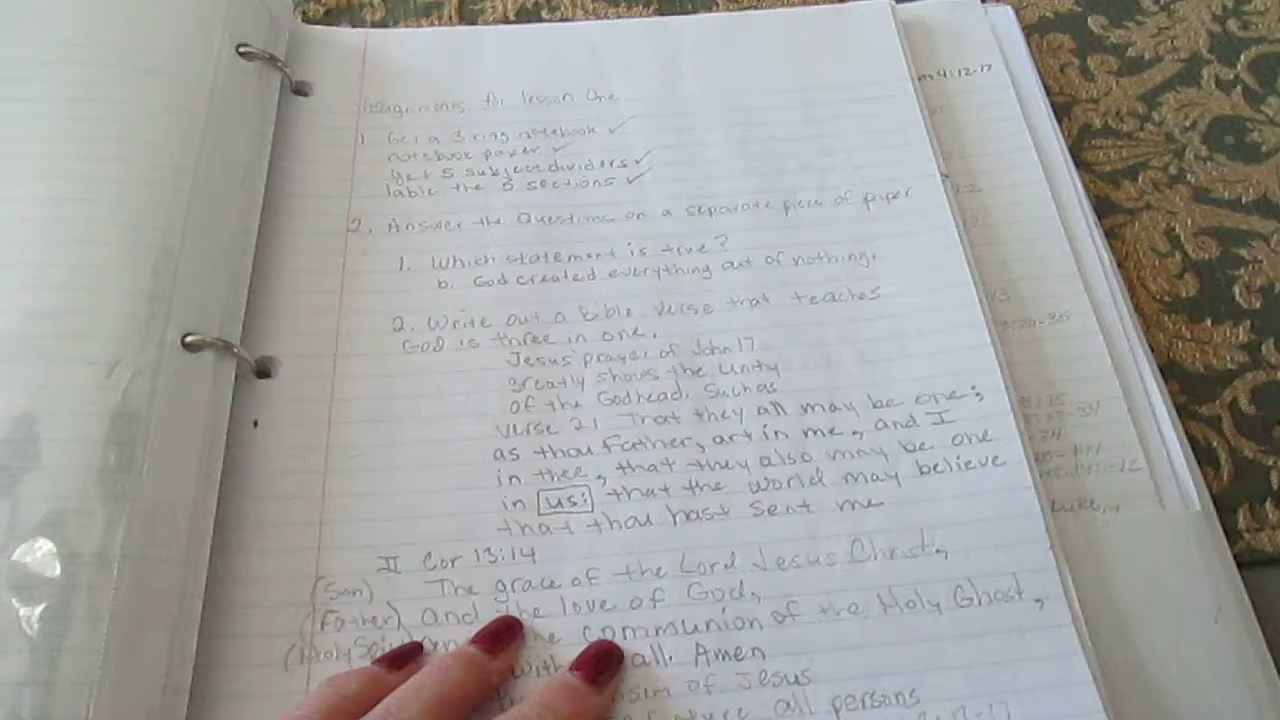 Assignments for lesson One
1 Get a 3 ring notebook ✓
notebook paper ✓
get 5 subject dividers ✓
lable the 5 sections ✓
2. Answer the Questions on a separate piece of paper
1. Which statement is true?
b. God created everything out of nothing.
2. Write out a Bible verse that teaches
God is three in one.
Jesus' prayer of John 17
greatly shows the unity
of the Godhead. Such as
verse 21 That they all may be one;
as thou Father, art in me, and I
in thee, that they also may be one
in us: that the world may believe
that thou hast sent me
II Cor 13:14
(Son) The grace of the Lord Jesus Christ,
(Father) and the love of God,
(Holy communion of the Holy Ghost,
with all. Amen
of Jesus
all persons
4:12-17